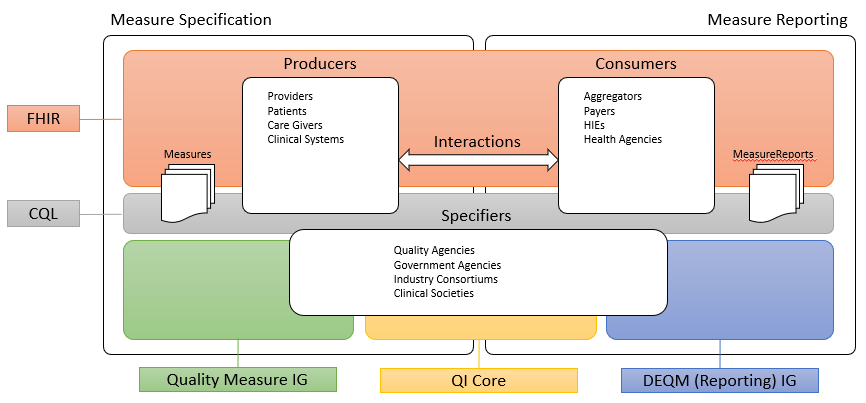 Measure Specification
Measure Reporting
Producers
Consumers
Providers
Patients
Care Givers
Clinical Systems
Aggregators
Payers
HIEs
Health Agencies
FHIR
Interactions
Measures
MeasureReports
CQL
Specifiers
Quality Agencies
Government Agencies
Industry Consortiums
Clinical Societies
Quality Measure IG
QI Core
DEQM (Reporting) IG